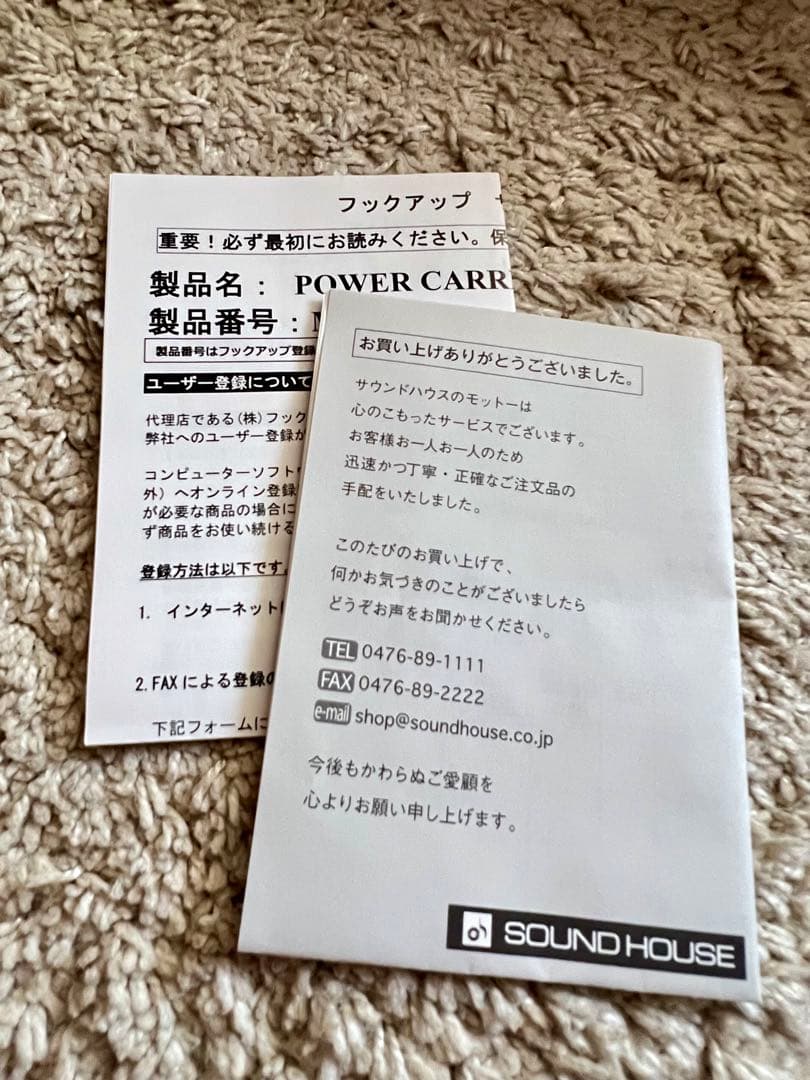 フックアップ
重要！必ず最初にお読みください。保
製品名： POWER CARR
製品番号：
製品番号はフックアップ登録
ユーザー登録について
代理店である（株）フック
弊社へのユーザー登録が
コンピューターソフト
外）へオンライン登録
が必要な商品の場合に
ず商品をお使い続ける
登録方法は以下です。
1. インターネット
2.FAXによる登録の
下記フォームに
お買い上げありがとうございました。
サウンドハウスのモットーは
心のこもったサービスでございます。
お客様お一人お一人のため
迅速かつ丁寧・正確なご注文品の
手配をいたしました。
このたびのお買い上げで、
何かお気づきのことがございましたら
どうぞお声をお聞かせください。
TEL 0476-89-1111
FAX 0476-89-2222
e-mail shop@soundhouse.co.jp
今後もかわらぬご愛顧を
心よりお願い申し上げます。
SOUND HOUSE